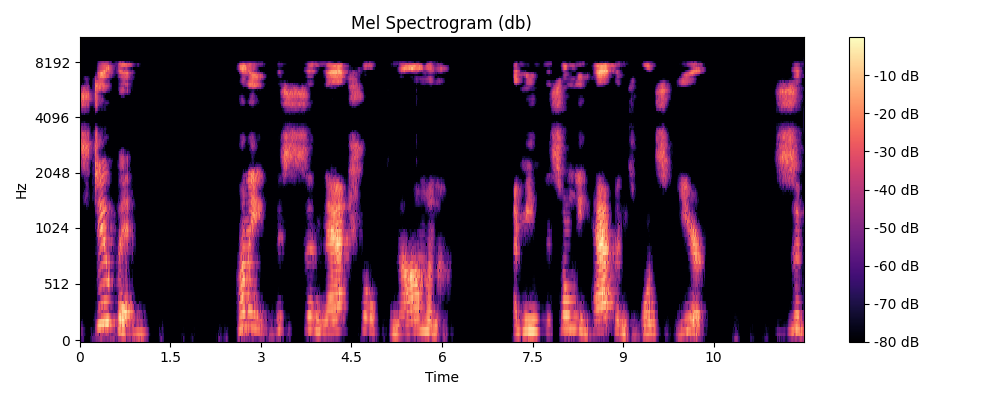 Mel Spectrogram (db)
8192
4096
2048
1024
512
0
Hz
0 1.5 3 4.5 6 7.5 9 10
Time
-10 dB
-20 dB
-30 dB
-40 dB
-50 dB
-60 dB
-70 dB
-80 dB